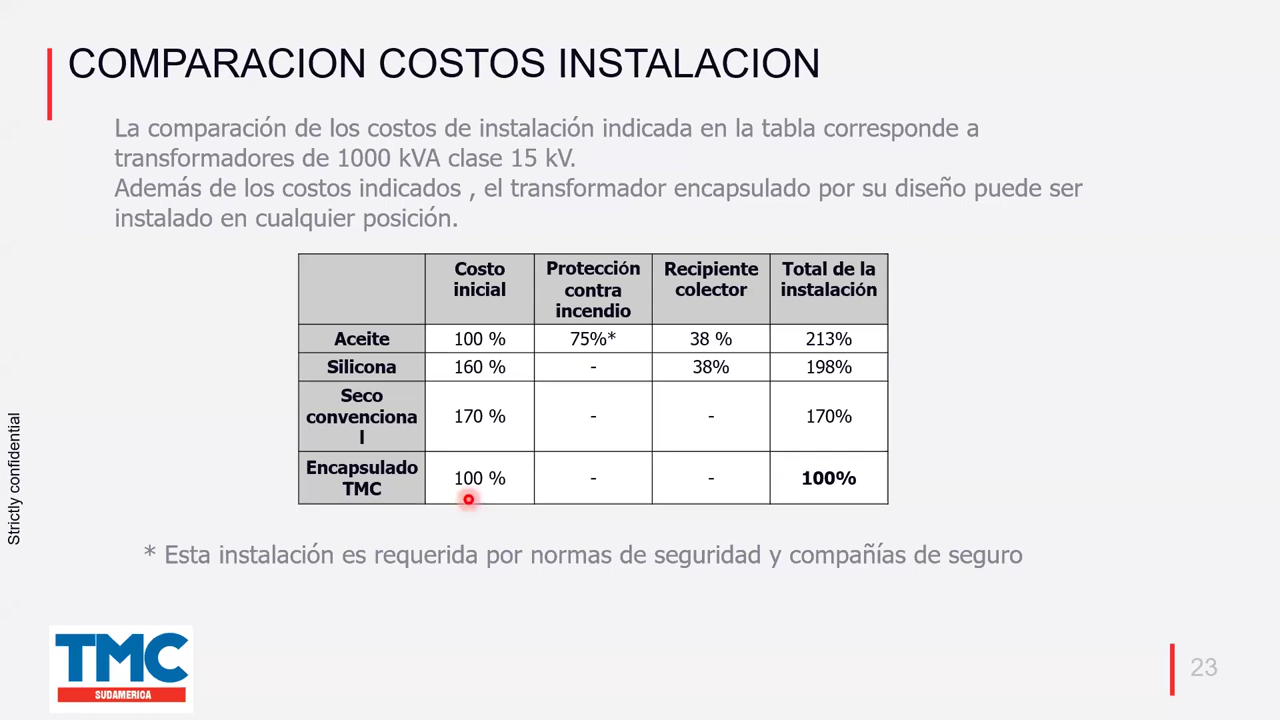 COMPARACION COSTOS INSTALACION
La comparación de los costos de instalación indicada en la tabla corresponde a
transformadores de 1000 kVA clase 15 kV.
Además de los costos indicados , el transformador encapsulado por su diseño puede ser
instalado en cualquier posición.
Costo inicial Protección contra incendio Recipiente colector Total de la instalación
Aceite 100 % 75%* 38 % 213%
Silicona 160 % - 38% 198%
Seco convencional 170 % - - 170%
Encapsulado TMC 100 % - - 100%
* Esta instalación es requerida por normas de seguridad y compañías de seguro
Strictly confidential
TMC
SUDAMERICA
23